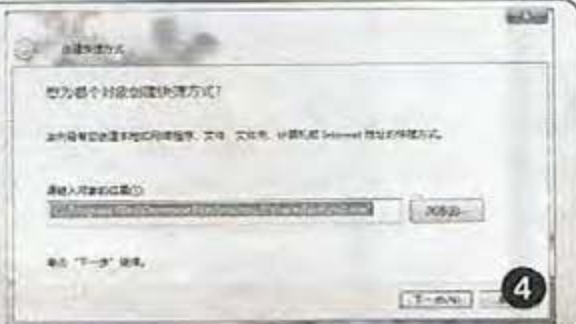 创建快捷方式
想为哪个对象创建快捷方式?
该向导帮您创建本地或网络程序、文件、文件夹、计算机或 Internet 地址的快捷方式。
请键入对象的位置(T):
浏览(R)...
单击“下一步”继续。
下一步(N)
4